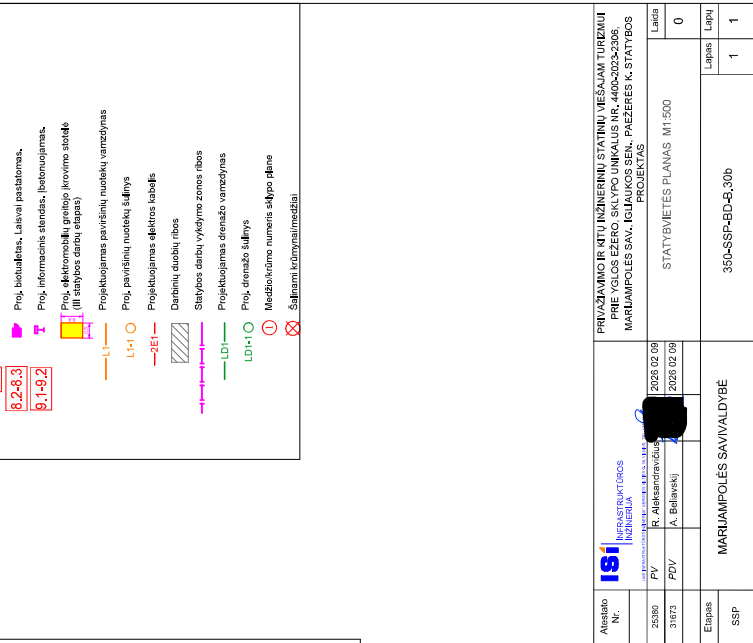 8.2-8.3
Proj. biotualetas. Laisvai pastatomas.
9.1-9.2
Proj. informacinis stendas. Įbetonuojamas.
Proj. elektromobilių greitojo įkrovimo stotelė
(III statybos darbų etapas)
L1
Projektuojamas paviršinių nuotekų vamzdynas
L1-1
Proj. paviršinių nuotekų šulinys
2E1
Projektuojamas elektros kabelis
Darbinių duobių ribos
Statybos darbų vykdymo zonos ribos
LD1
Projektuojamas drenažo vamzdynas
LD1-1
Proj. drenažo šulinys
1
Medžio/krūmo numeris sklypo plane
Šalinami krūmynai/medžiai
Atestato
Nr.
ISI
INFRASTRUKTŪROS
INŽINERIJA
PRIVAŽIAVIMO IR KITŲ INŽINERINIŲ STATINIŲ VIEŠAJAM TURIZMUI
PRIE YGLOS EŽERO, SKLYPO UNIKALUS NR. 4400-2023-2306,
MARIJAMPOLĖS SAV., IGLIAUKOS SEN., PAEŽERĖS K. STATYBOS
PROJEKTAS
25380 PV R. Aleksandravičius 2026 02 09
31673 PDV A. Beliavskij 2026 02 09
STATYBVIETĖS PLANAS M1:500
Laida
0
Etapas
SSP
MARIJAMPOLĖS SAVIVALDYBĖ
350-SSP-BD-B.30b
Lapas Lapų
1 1